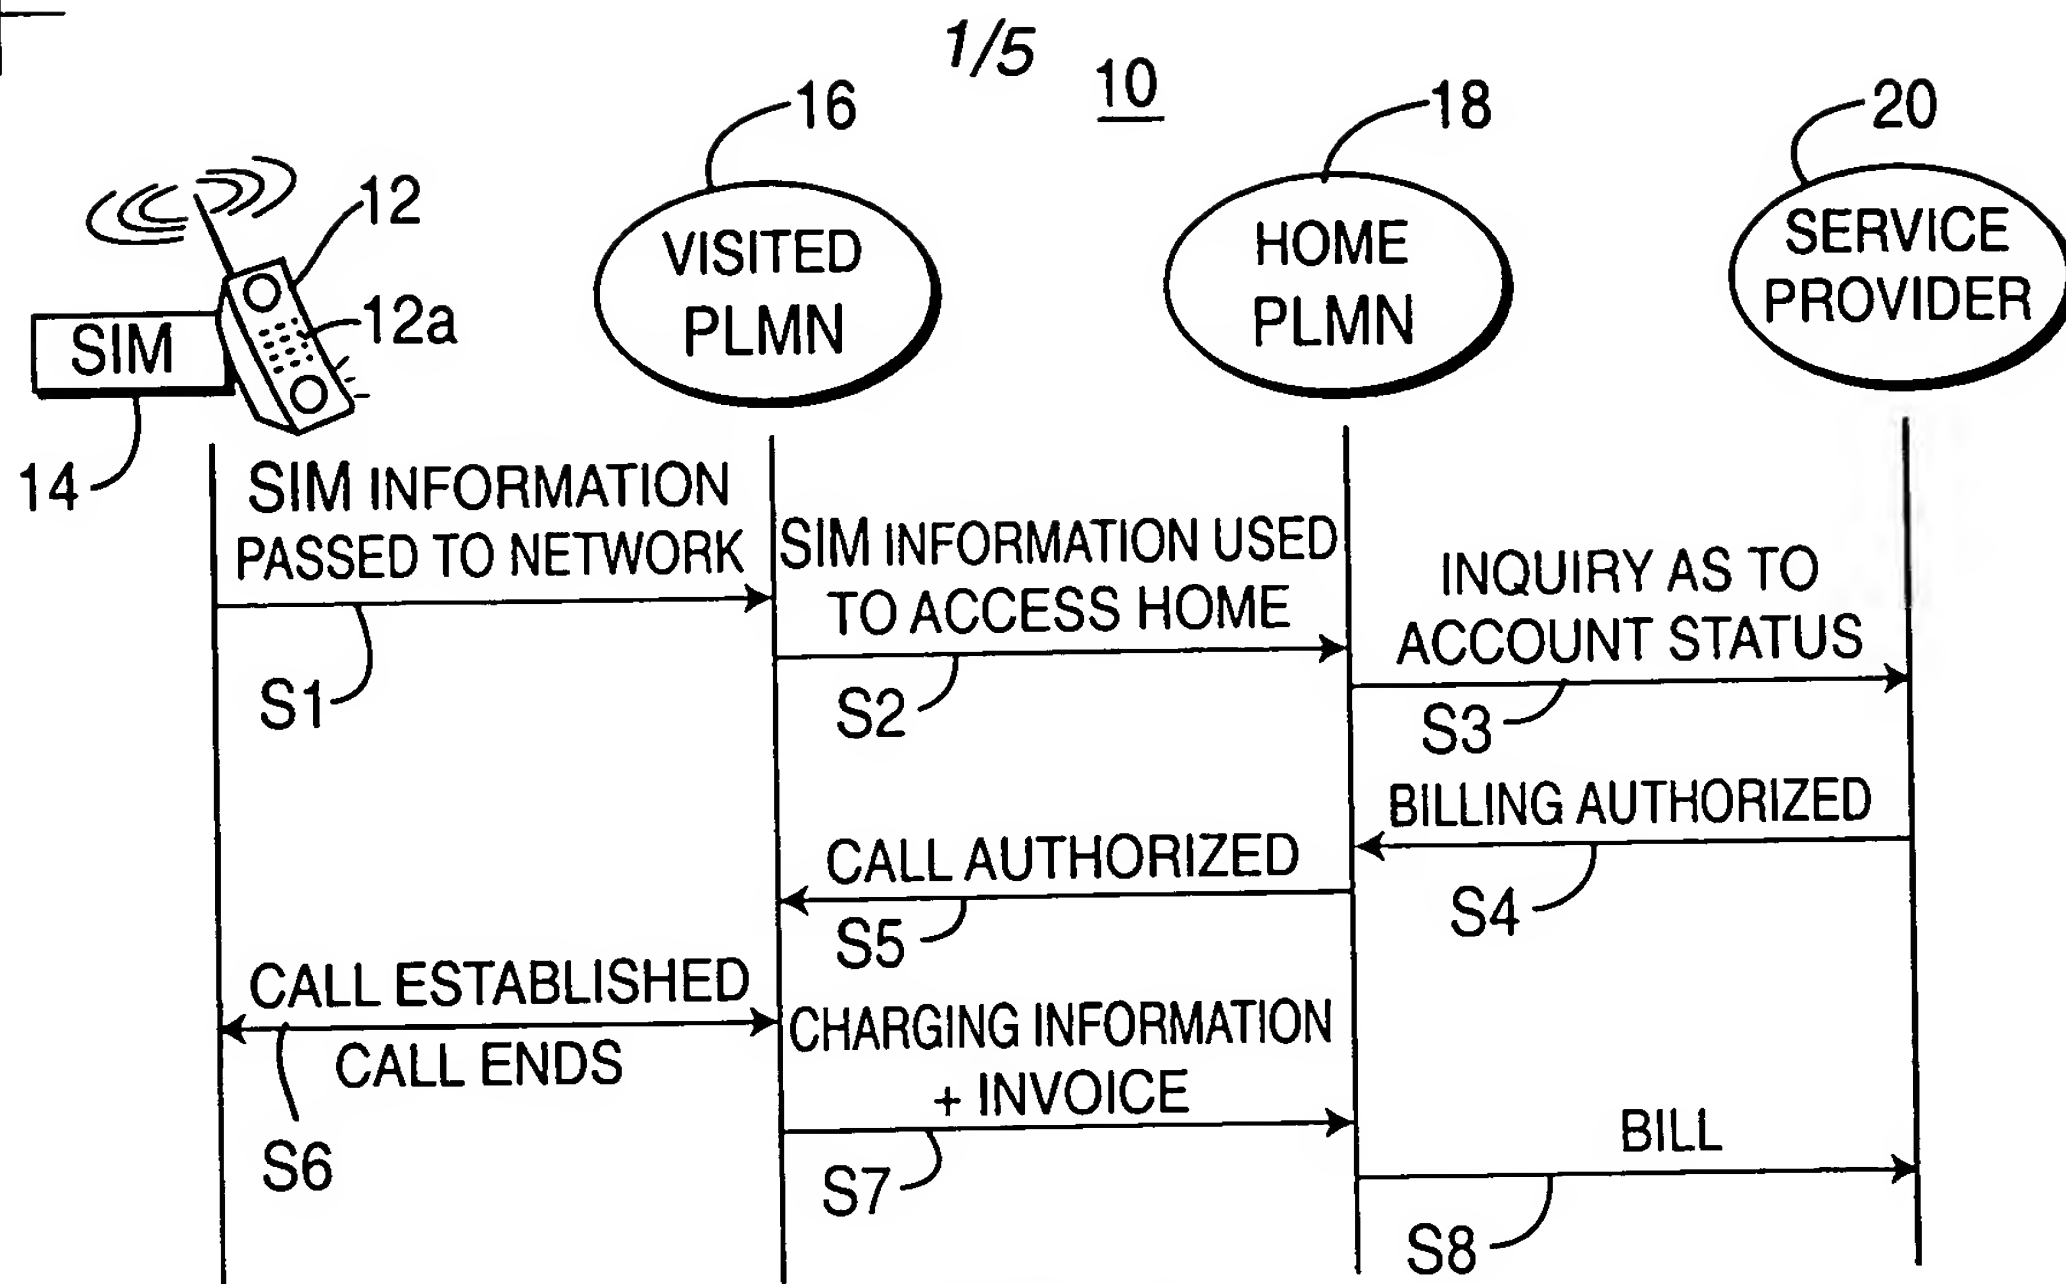 1/5
10
16
18
20
12
12a
SIM
14
VISITED
PLMN
HOME
PLMN
SERVICE
PROVIDER
SIM INFORMATION
PASSED TO NETWORK
S1
SIM INFORMATION USED
TO ACCESS HOME
S2
INQUIRY AS TO
ACCOUNT STATUS
S3
BILLING AUTHORIZED
S4
CALL AUTHORIZED
S5
CALL ESTABLISHED
CALL ENDS
S6
CHARGING INFORMATION
+ INVOICE
S7
BILL
S8